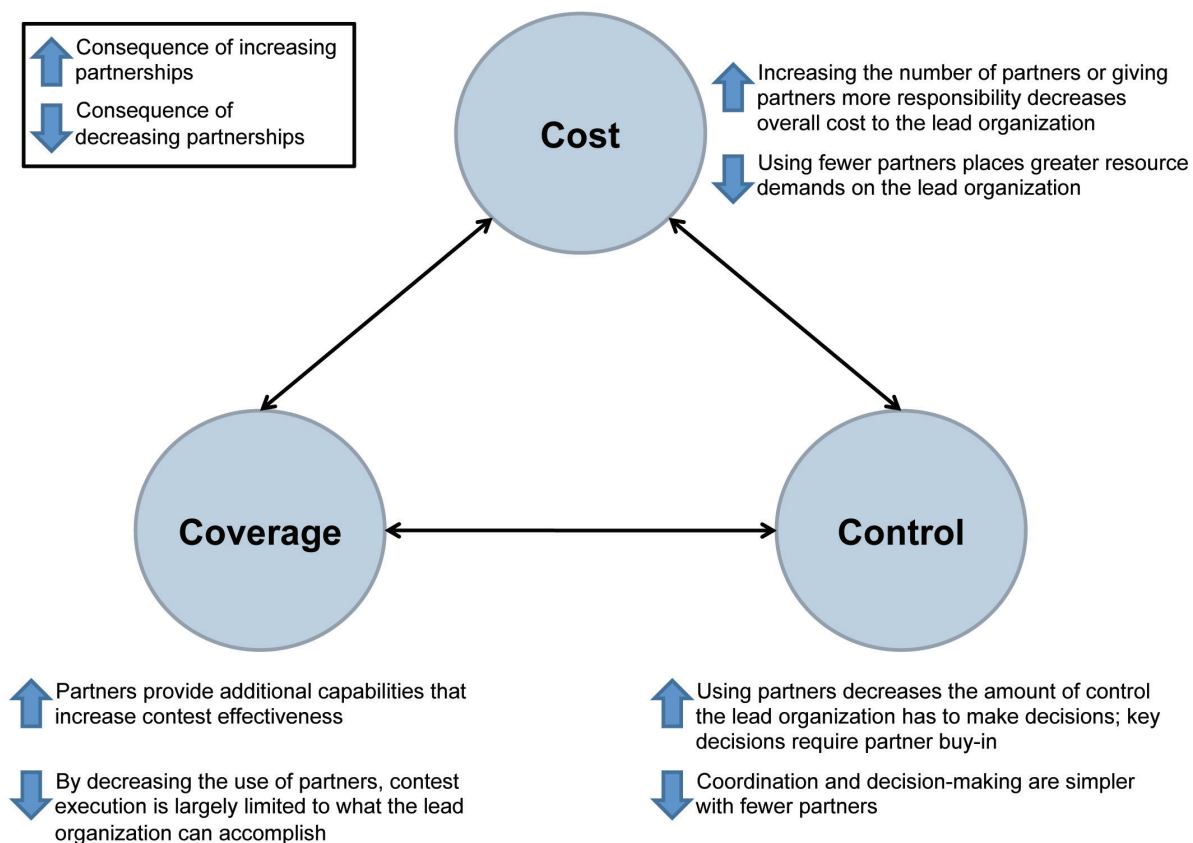 Consequence of increasing
partnerships
Consequence of
decreasing partnerships
Cost
Increasing the number of partners or giving
partners more responsibility decreases
overall cost to the lead organization
Using fewer partners places greater resource
demands on the lead organization
Coverage
Control
Partners provide additional capabilities that
increase contest effectiveness
By decreasing the use of partners, contest
execution is largely limited to what the lead
organization can accomplish
Using partners decreases the amount of control
the lead organization has to make decisions; key
decisions require partner buy-in
Coordination and decision-making are simpler
with fewer partners